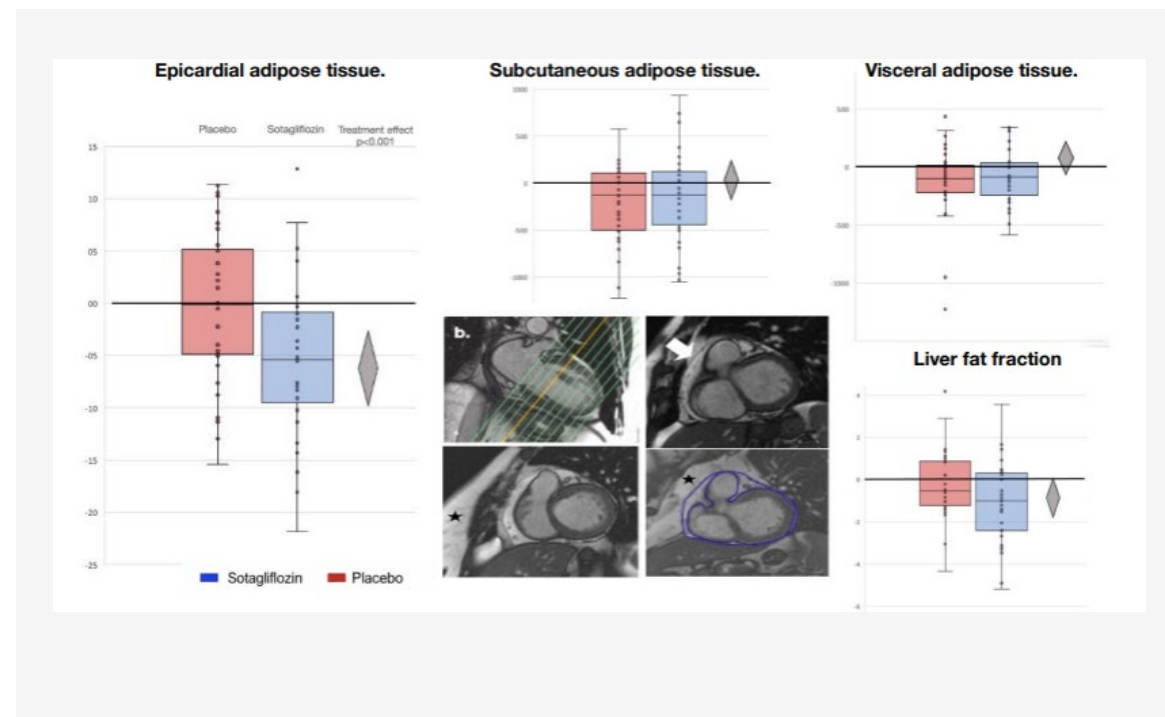 Epicardial adipose tissue.
Placebo
Sotagliflozin
Treatment effect
p<0.001
15
10
05
00
-05
-10
-15
-20
-25
Sotagliflozin
Placebo
Subcutaneous adipose tissue.
1000
500
0
-500
-1000
b.
Visceral adipose tissue.
500
0
-500
-1000
Liver fat fraction
4
2
0
-2
-4
-6